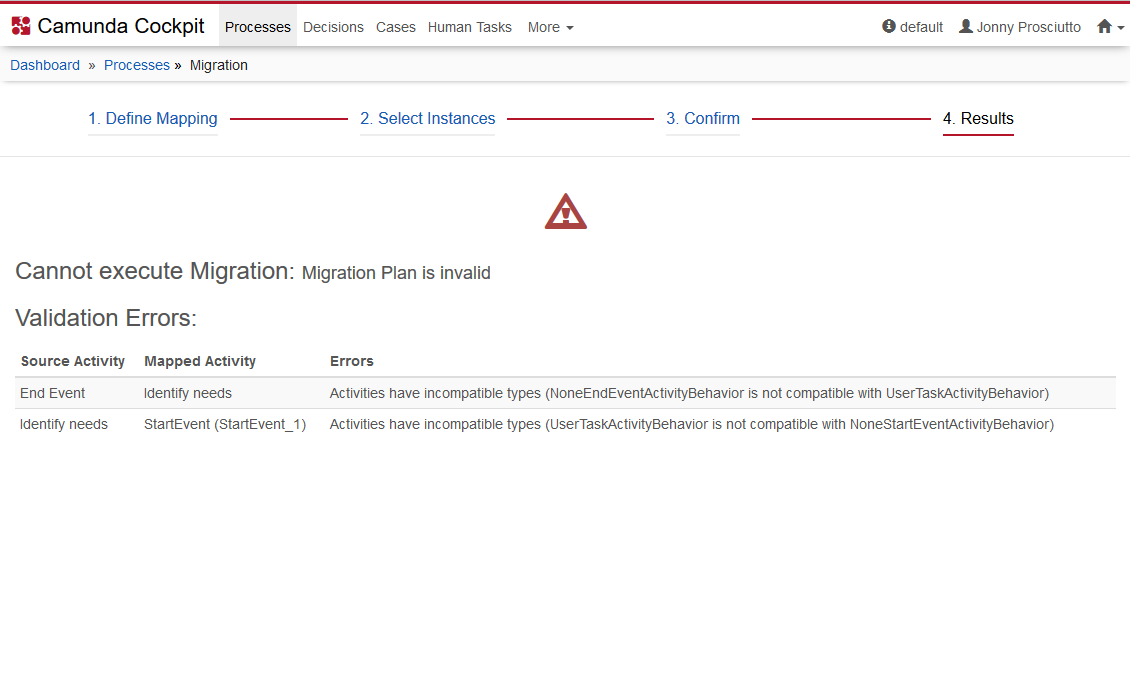 Camunda Cockpit Processes Decisions Cases Human Tasks More default Jonny Prosciutto
Dashboard » Processes » Migration
1. Define Mapping 2. Select Instances 3. Confirm 4. Results
Cannot execute Migration: Migration Plan is invalid
Validation Errors:
Source Activity Mapped Activity Errors
End Event Identify needs Activities have incompatible types (NoneEndEventActivityBehavior is not compatible with UserTaskActivityBehavior)
Identify needs StartEvent (StartEvent_1) Activities have incompatible types (UserTaskActivityBehavior is not compatible with NoneStartEventActivityBehavior)